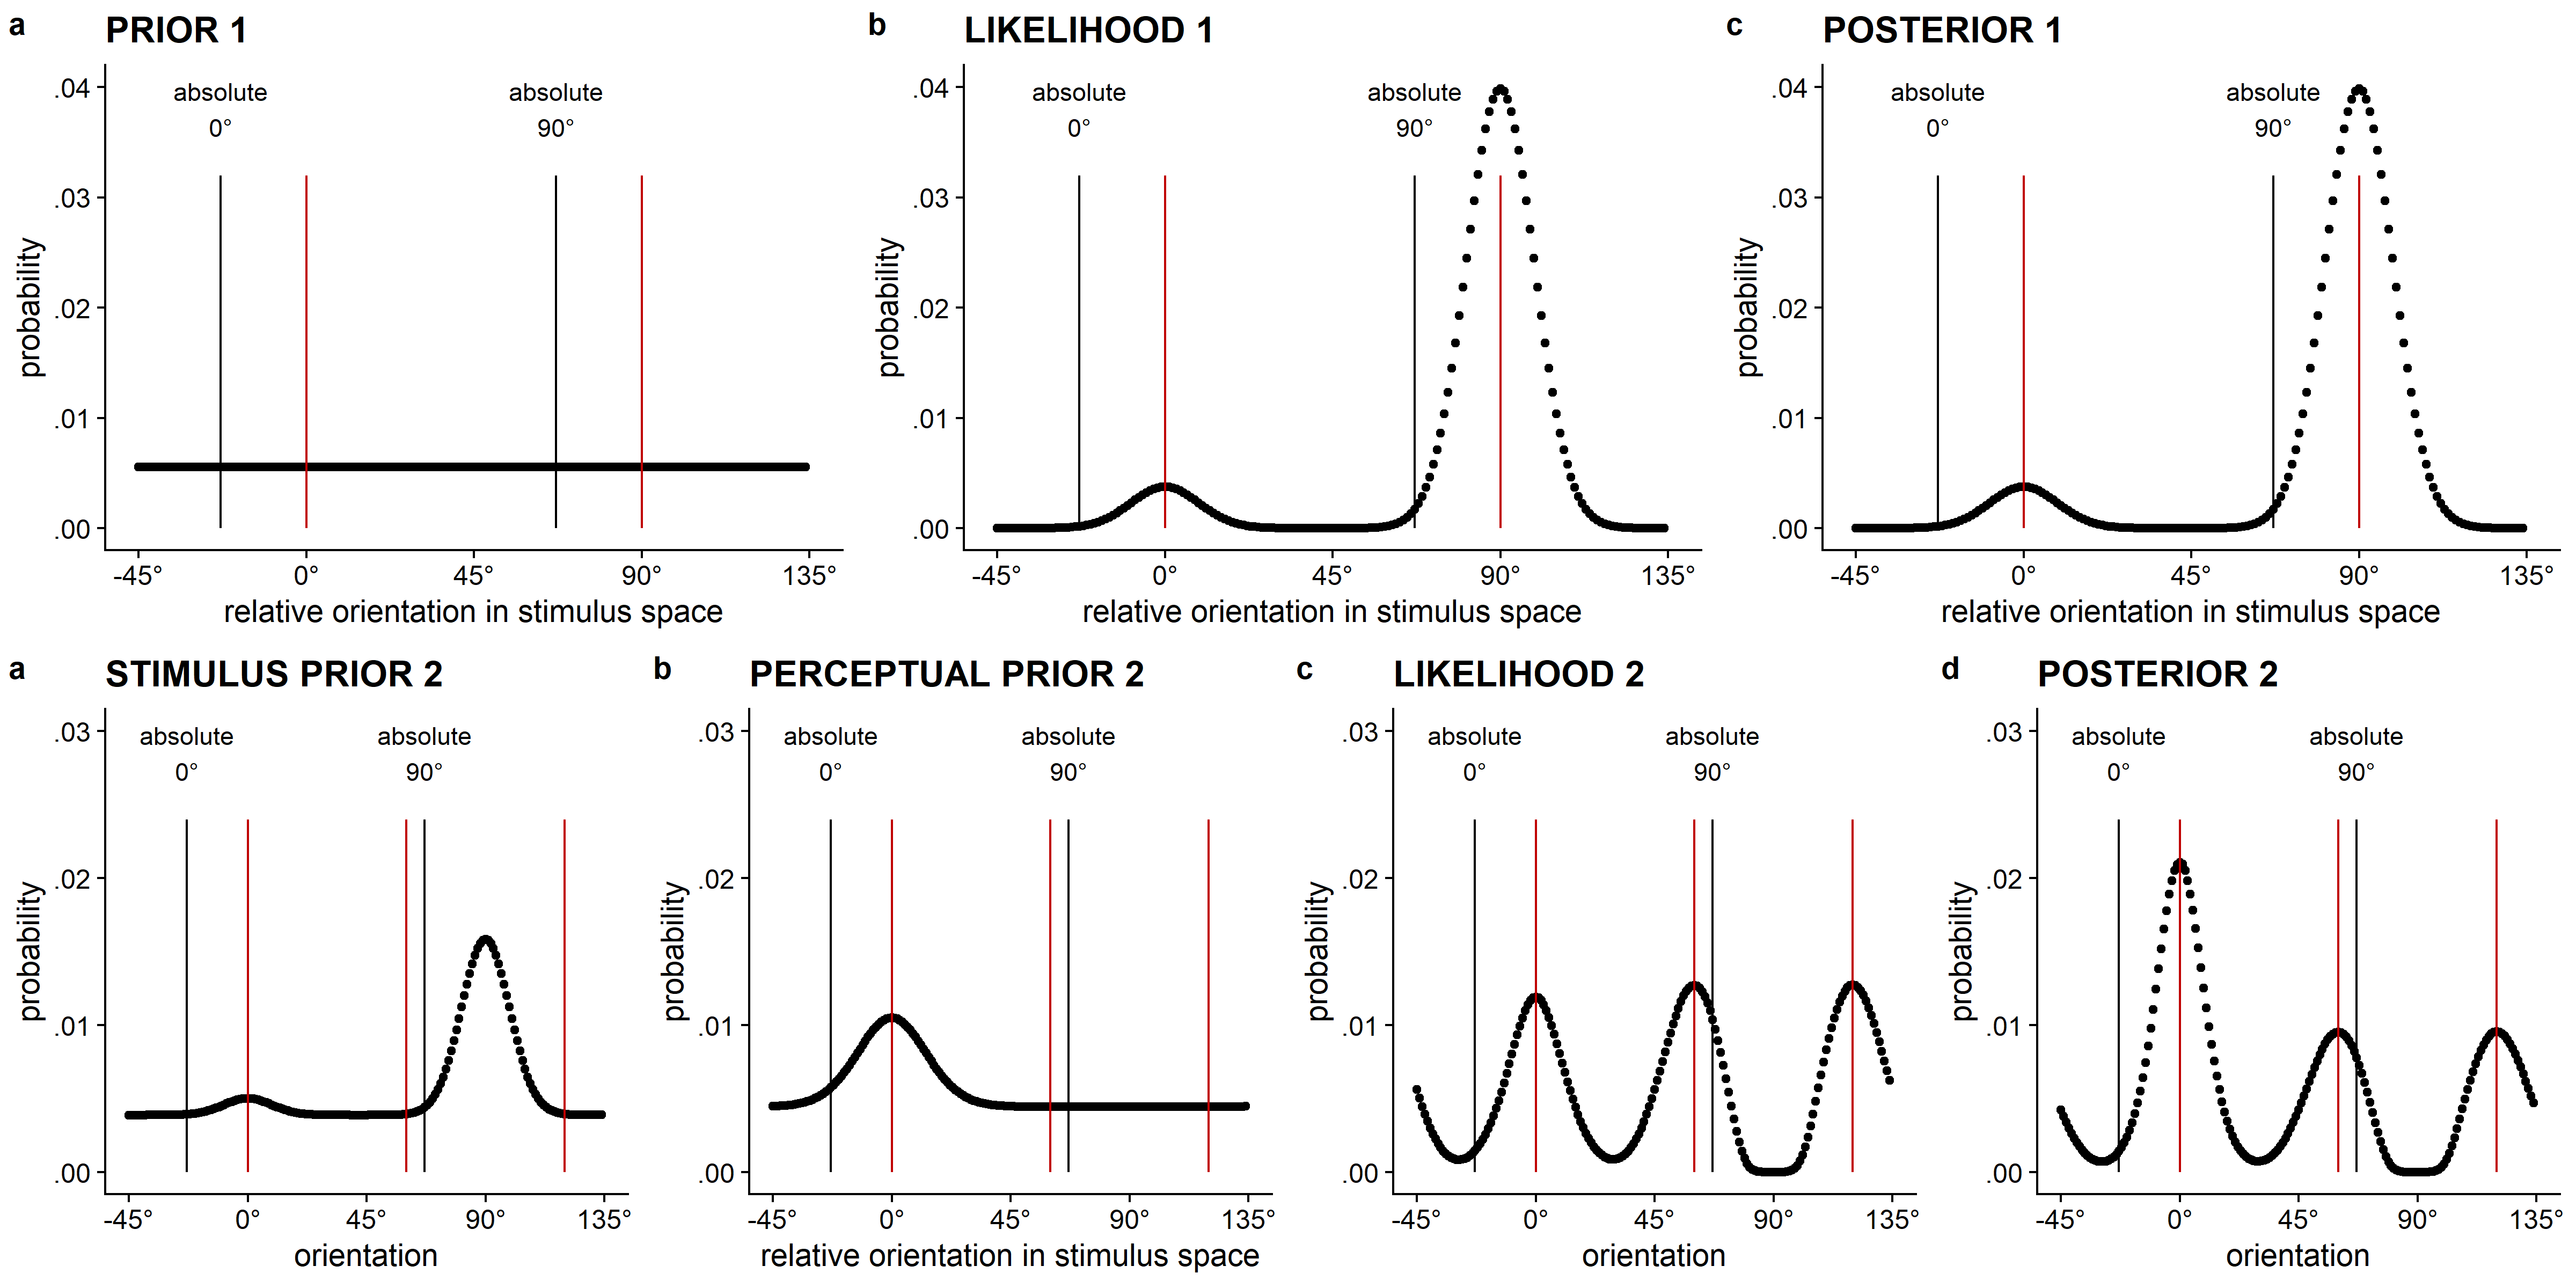 a PRIOR 1
absolute 0°
absolute 90°
.04
.03
.02
.01
.00
probability
-45° 0° 45° 90° 135°
relative orientation in stimulus space
b LIKELIHOOD 1
absolute 0°
absolute 90°
.04
.03
.02
.01
.00
probability
-45° 0° 45° 90° 135°
relative orientation in stimulus space
c POSTERIOR 1
absolute 0°
absolute 90°
.04
.03
.02
.01
.00
probability
-45° 0° 45° 90° 135°
relative orientation in stimulus space
a STIMULUS PRIOR 2
absolute 0°
absolute 90°
.03
.02
.01
.00
probability
-45° 0° 45° 90° 135°
orientation
b PERCEPTUAL PRIOR 2
absolute 0°
absolute 90°
.03
.02
.01
.00
probability
-45° 0° 45° 90° 135°
relative orientation in stimulus space
c LIKELIHOOD 2
absolute 0°
absolute 90°
.03
.02
.01
.00
probability
-45° 0° 45° 90° 135°
orientation
d POSTERIOR 2
absolute 0°
absolute 90°
.03
.02
.01
.00
probability
-45° 0° 45° 90° 135°
orientation